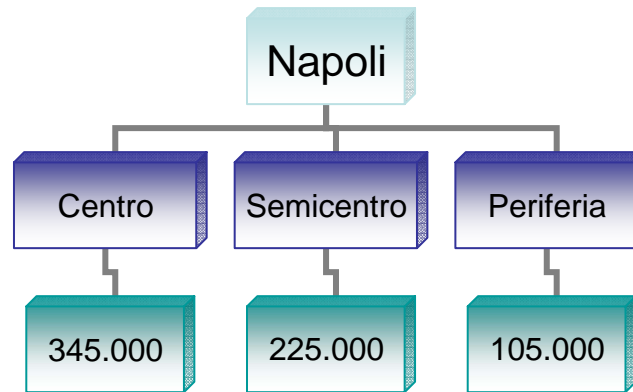 Napoli
Centro
Semicentro
Periferia
345.000
225.000
105.000